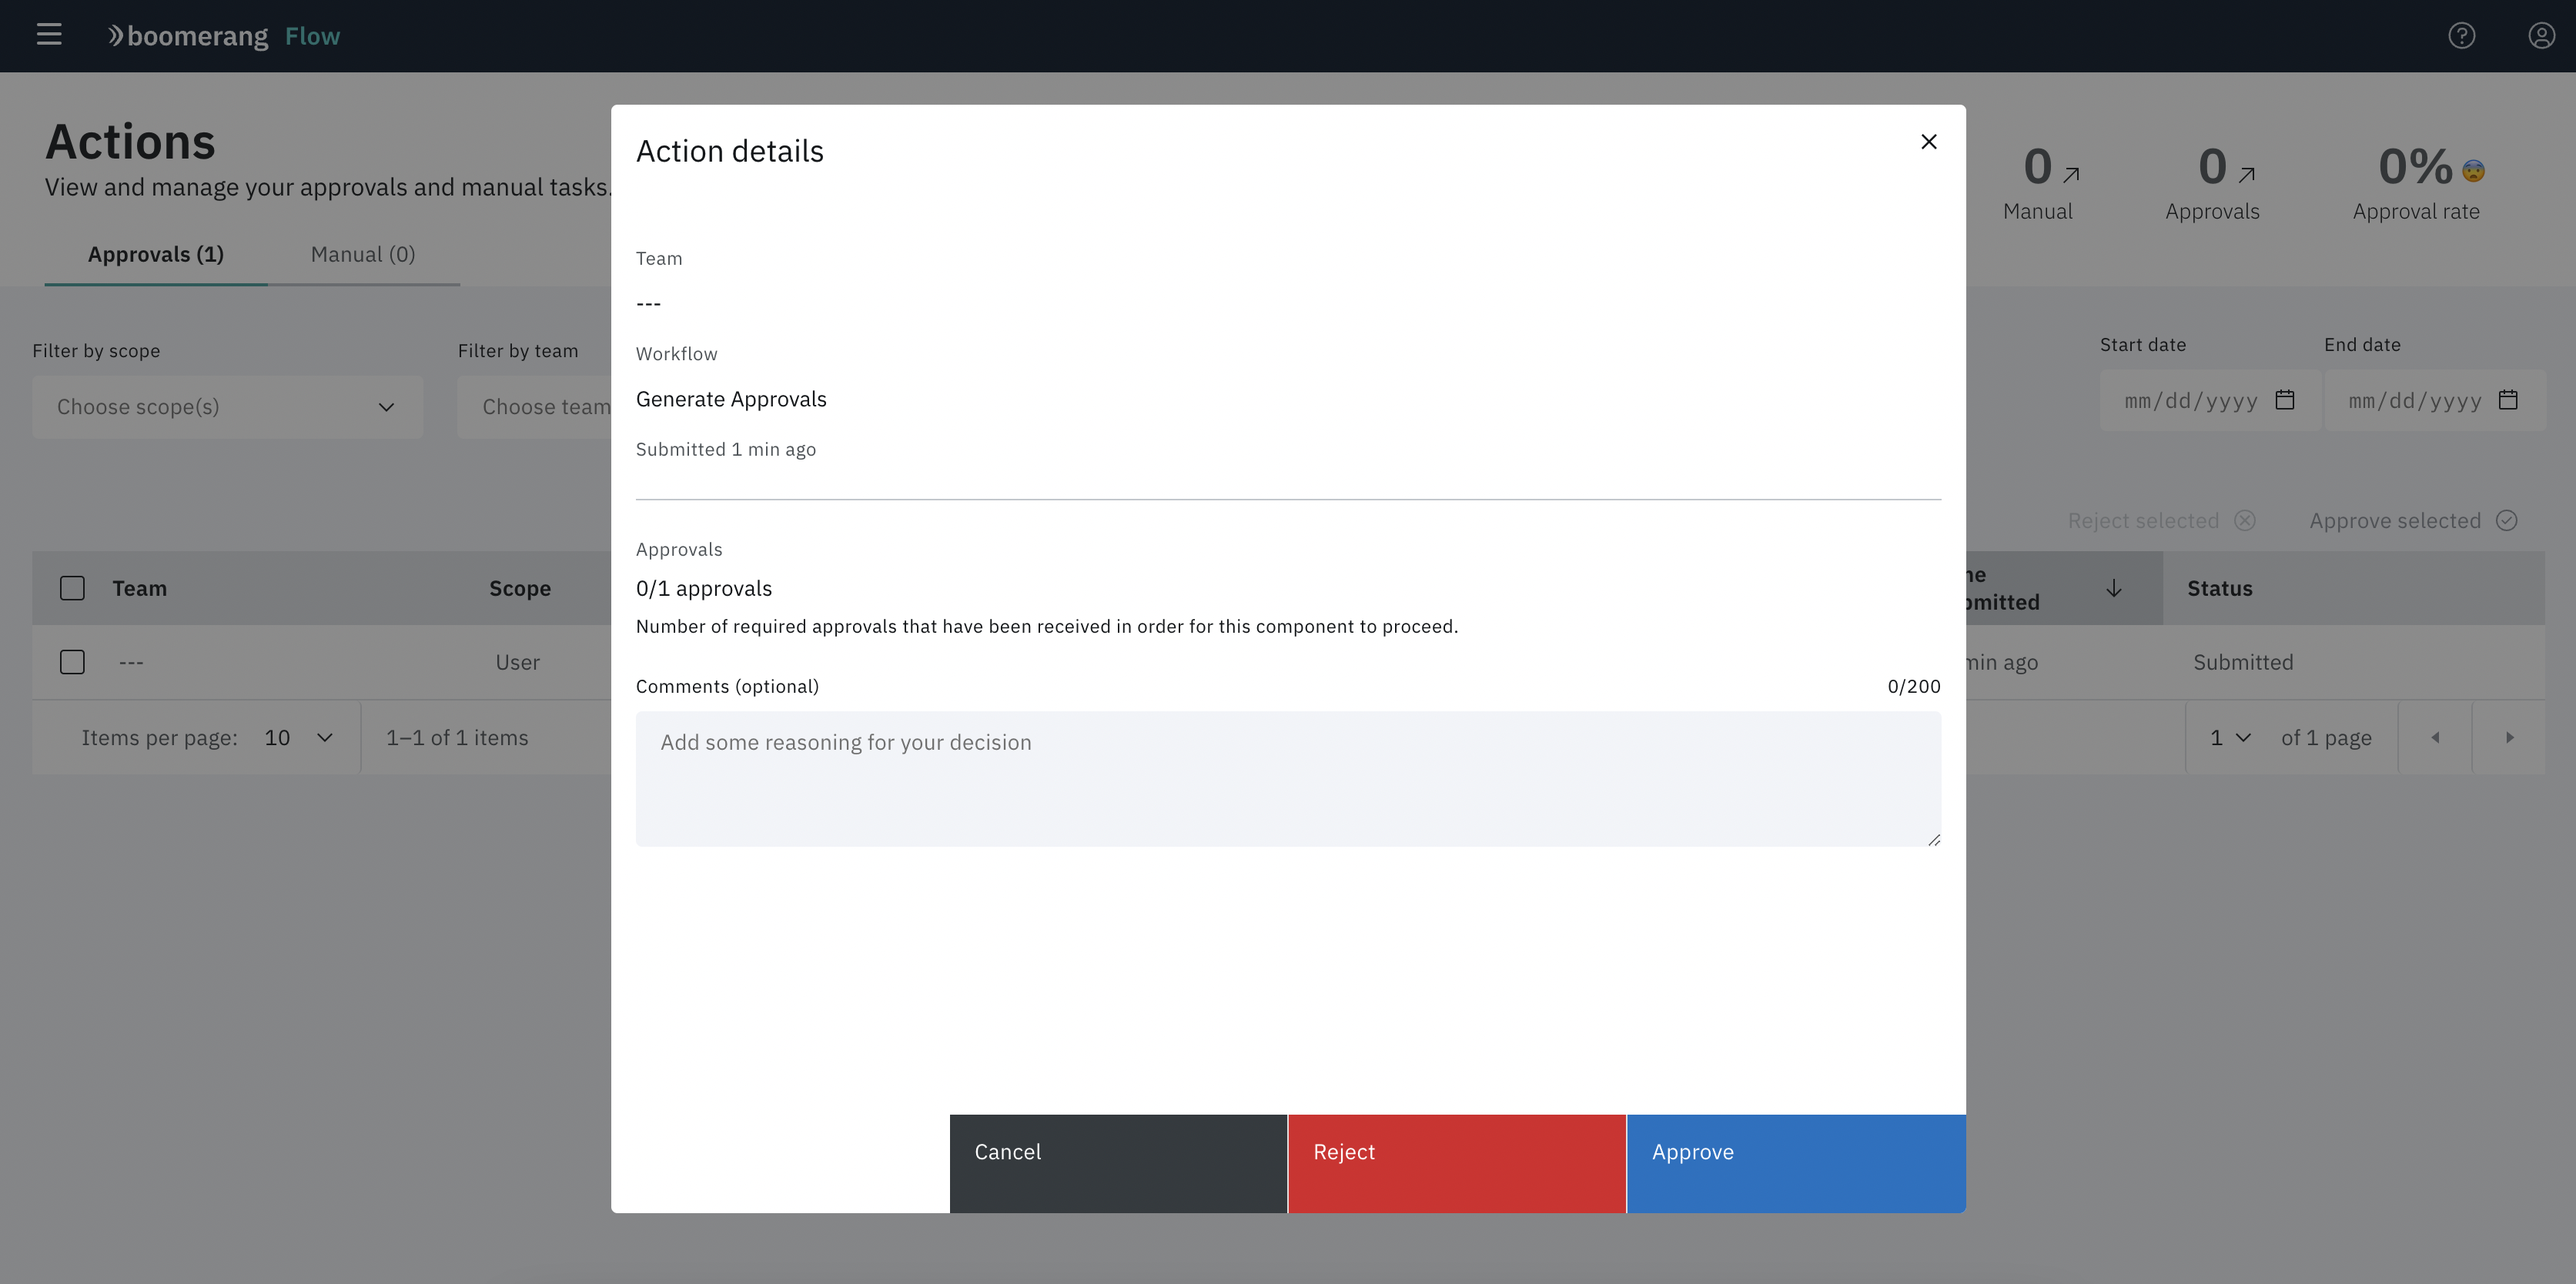 boomerang Flow
Actions
View and manage your approvals and manual tasks.
0
Manual
0
Approvals
0%
Approval rate
Approvals (1)
Manual (0)
Filter by scope
Choose scope(s)
Filter by team
Choose team
Start date
mm/dd/yyyy
End date
mm/dd/yyyy
Reject selected
Approve selected
Team
Scope
Status
---
User
min ago
Submitted
Items per page: 10
1–1 of 1 items
1
of 1 page
Action details
Team
---
Workflow
Generate Approvals
Submitted 1 min ago
Approvals
0/1 approvals
Number of required approvals that have been received in order for this component to proceed.
Comments (optional)
0/200
Add some reasoning for your decision
Cancel
Reject
Approve